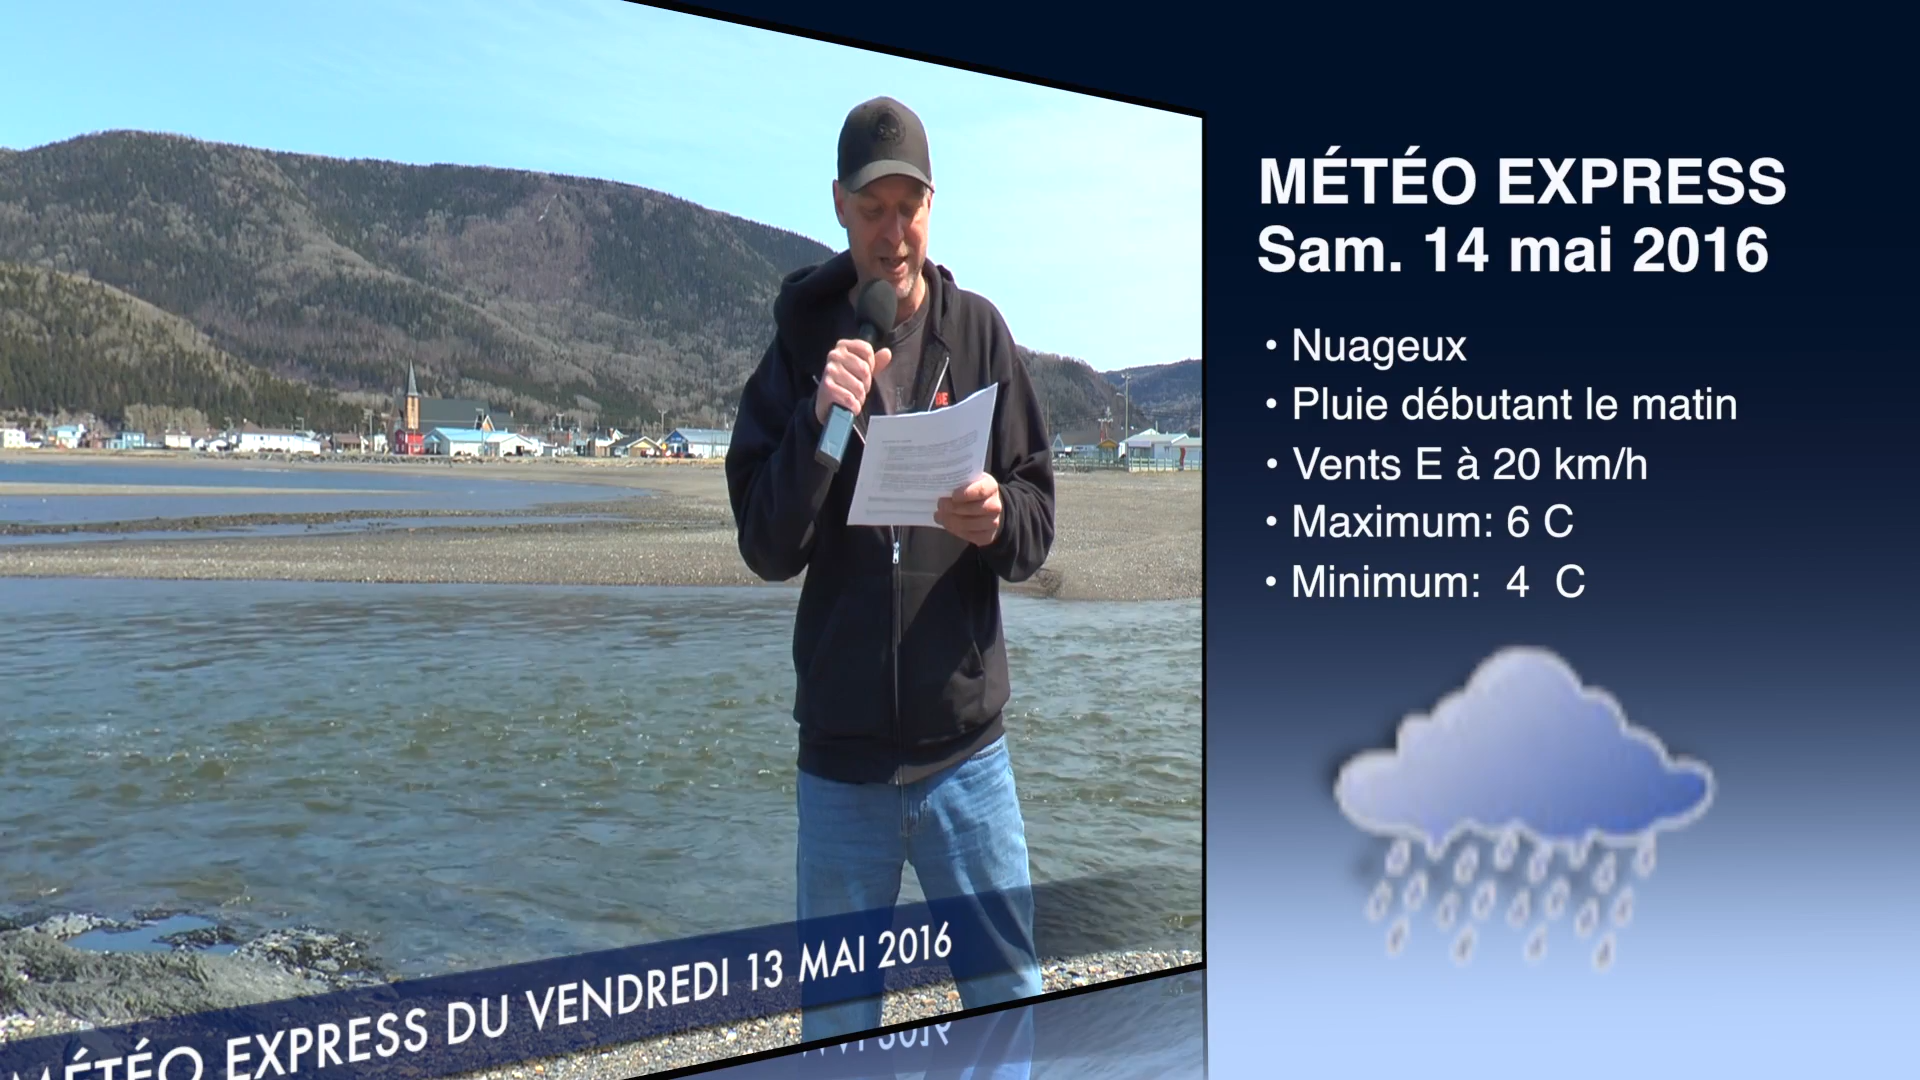 MÉTÉO EXPRESS
Sam. 14 mai 2016
• Nuageux
• Pluie débutant le matin
• Vents E à 20 km/h
• Maximum: 6 C
• Minimum: 4 C
BE
MÉTÉO EXPRESS DU VENDREDI 13 MAI 2016